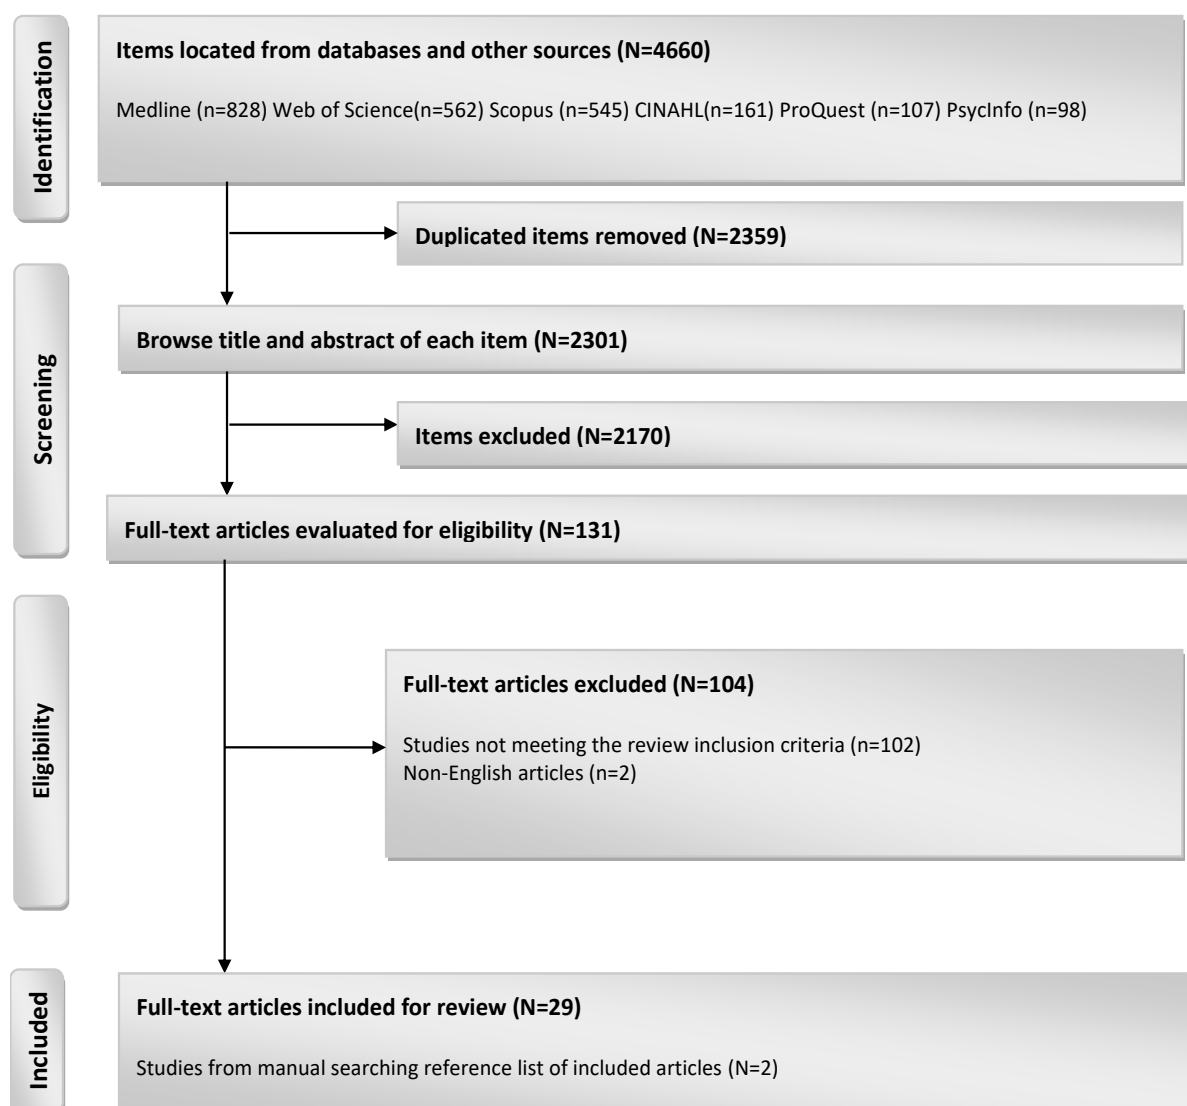 Identification
Items located from databases and other sources (N=4660)
Medline (n=828) Web of Science(n=562) Scopus (n=545) CINAHL(n=161) ProQuest (n=107) PsycInfo (n=98)
Duplicated items removed (N=2359)
Screening
Browse title and abstract of each item (N=2301)
Items excluded (N=2170)
Full-text articles evaluated for eligibility (N=131)
Eligibility
Full-text articles excluded (N=104)
Studies not meeting the review inclusion criteria (n=102)
Non-English articles (n=2)
Included
Full-text articles included for review (N=29)
Studies from manual searching reference list of included articles (N=2)